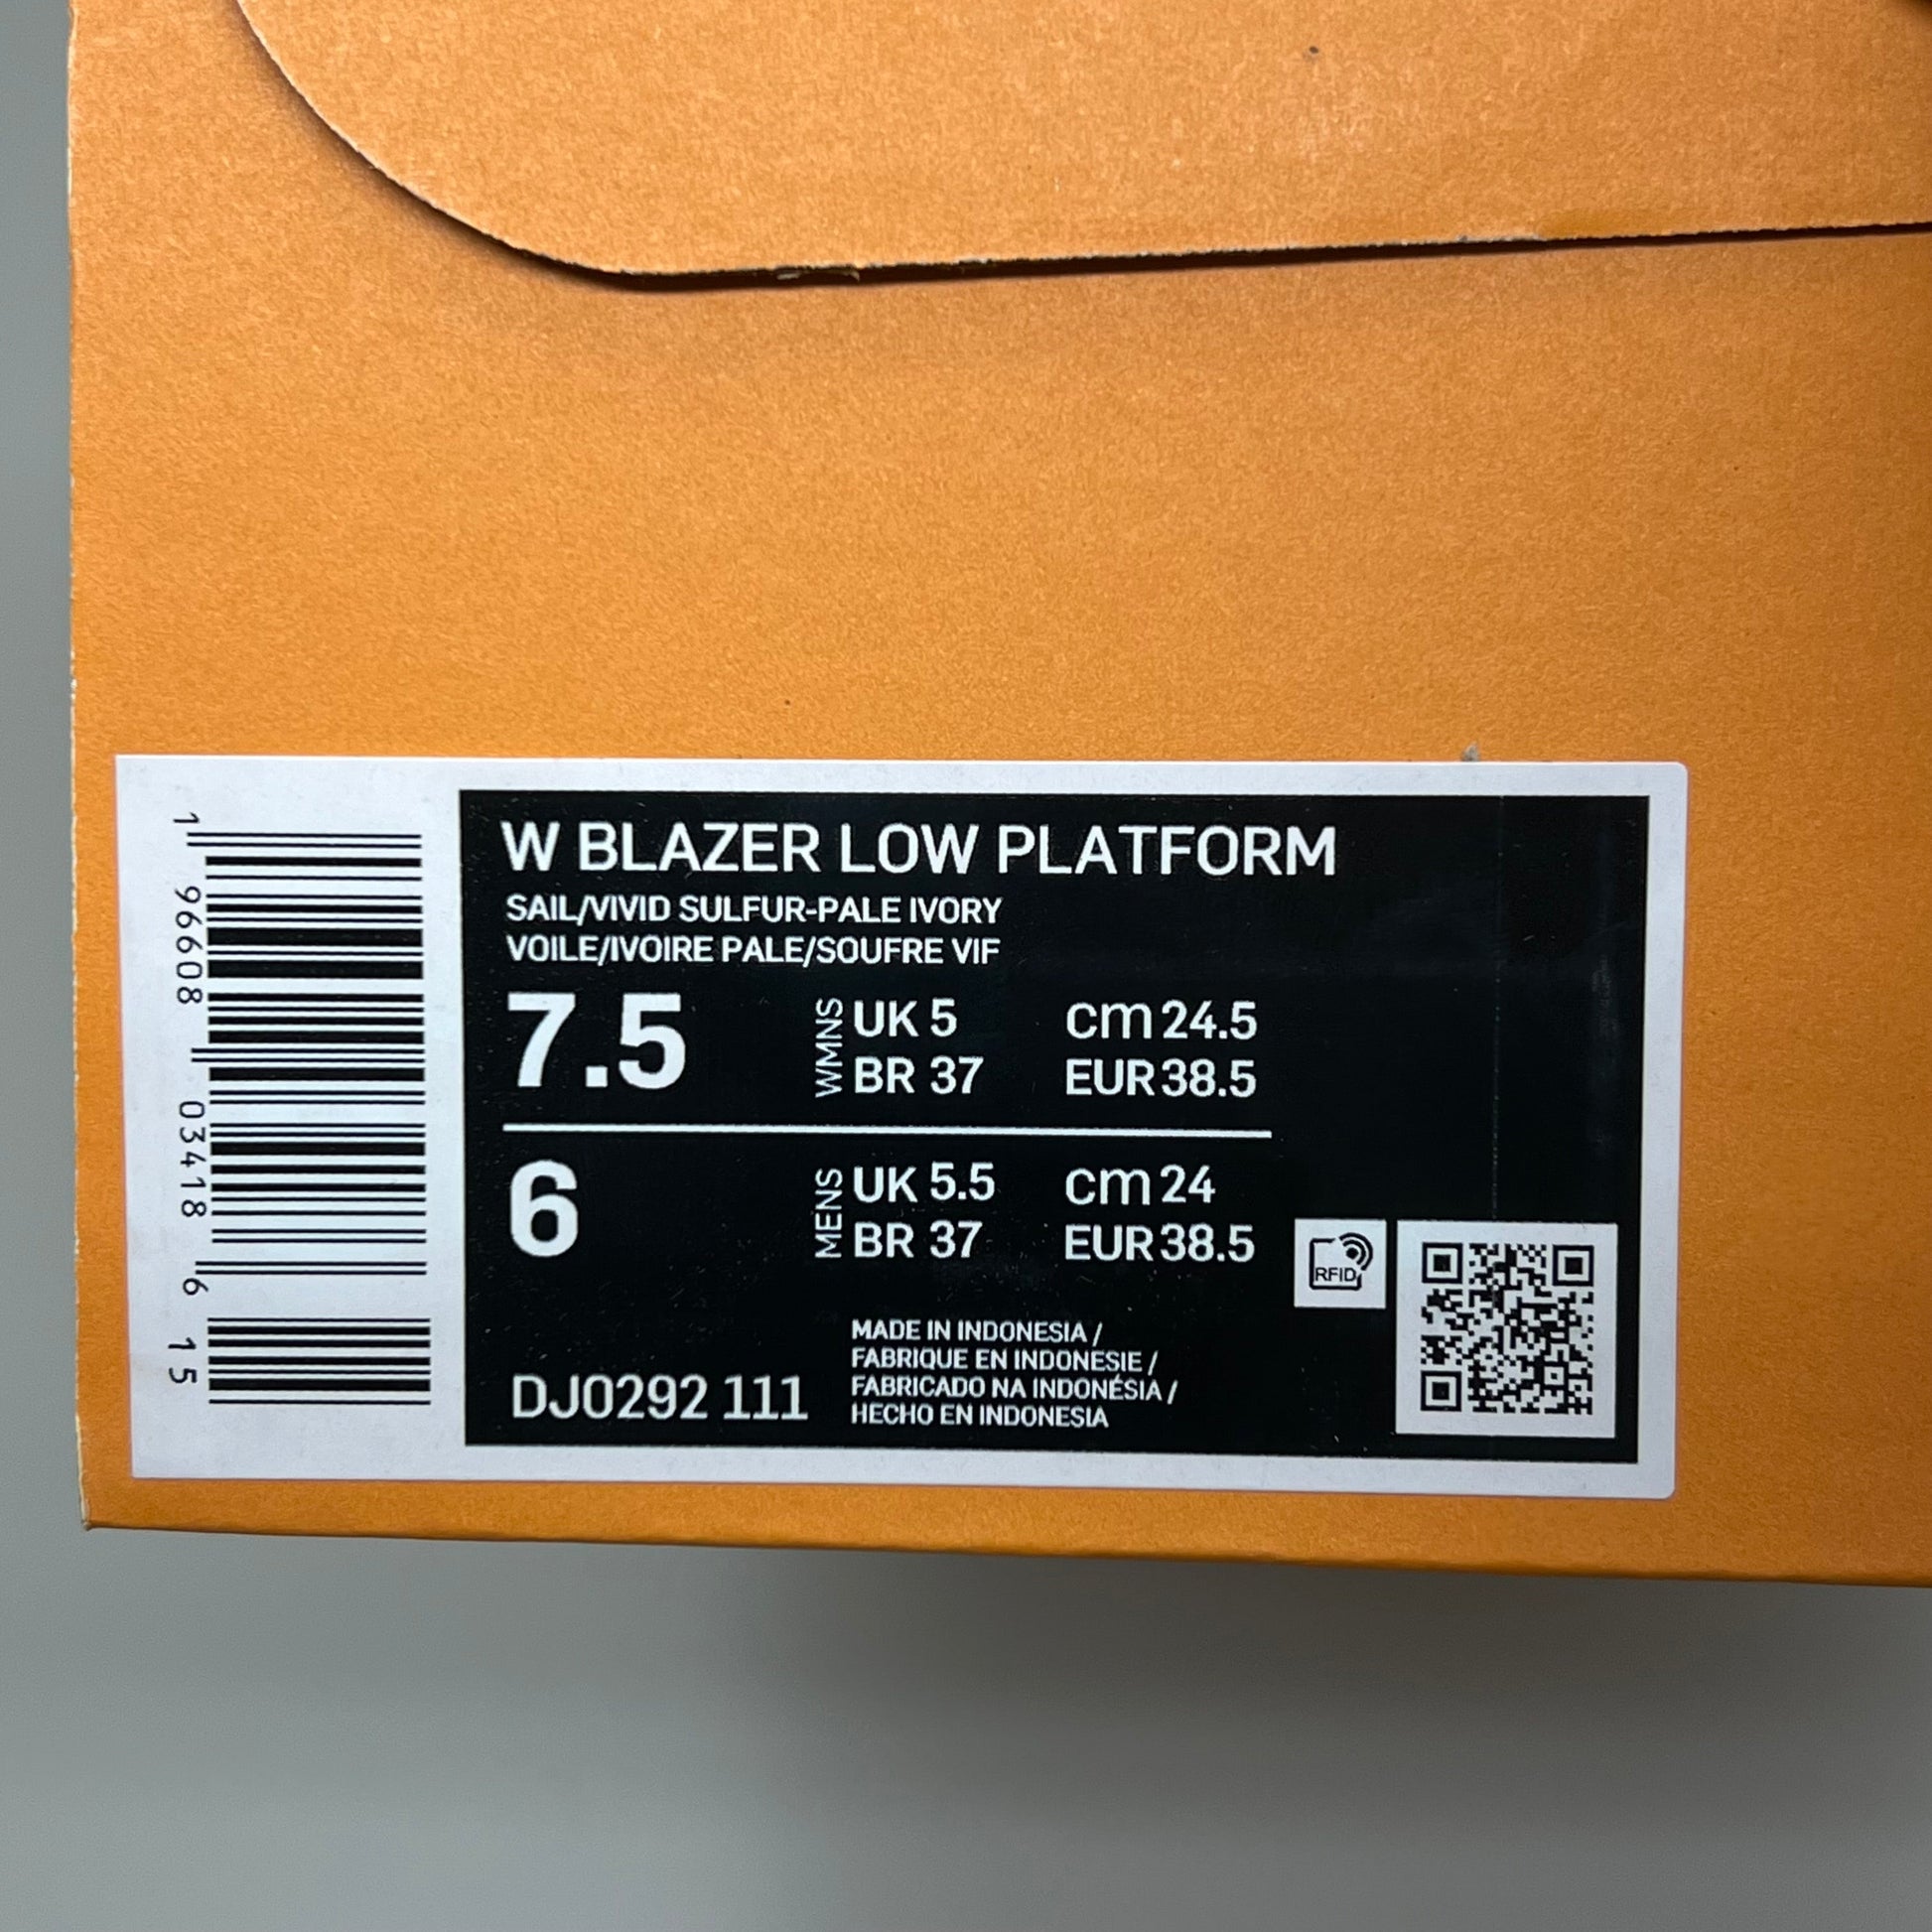 1 96608 03418 6 15
W BLAZER LOW PLATFORM
SAIL/VIVID SULFUR-PALE IVORY
VOILE/IVOIRE PALE/SOUFRE VIF
7.5 WMNS UK 5 cm 24.5
BR 37 EUR 38.5
6 MENS UK 5.5 cm 24
BR 37 EUR 38.5
RFID
DJ0292 111
MADE IN INDONESIA /
FABRIQUE EN INDONESIE /
FABRICADO NA INDONÉSIA /
HECHO EN INDONESIA